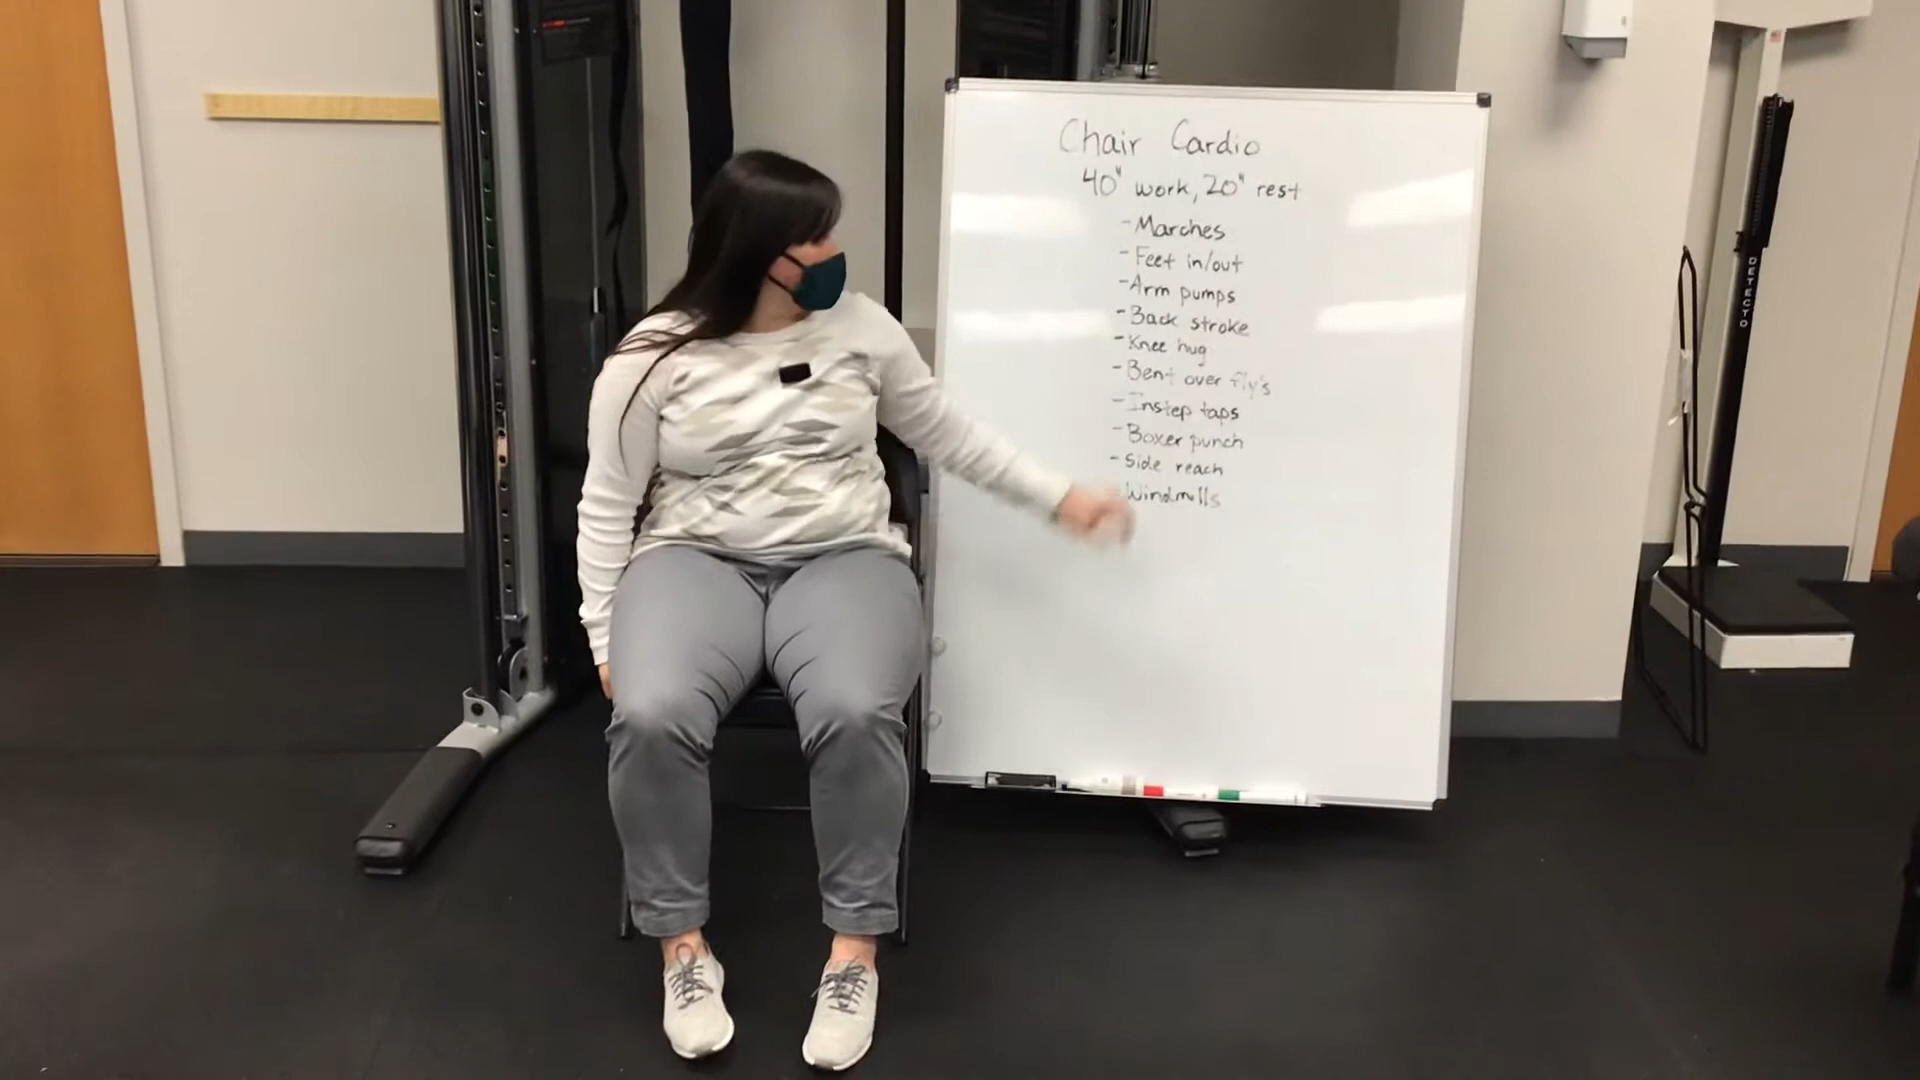 Chair Cardio
40" work, 20" rest
- Marches
- Feet in/out
- Arm pumps
- Back stroke
- Knee hug
- Bent over fly's
- Instep taps
- Boxer punch
- Side reach
- Windmills
DETECTO